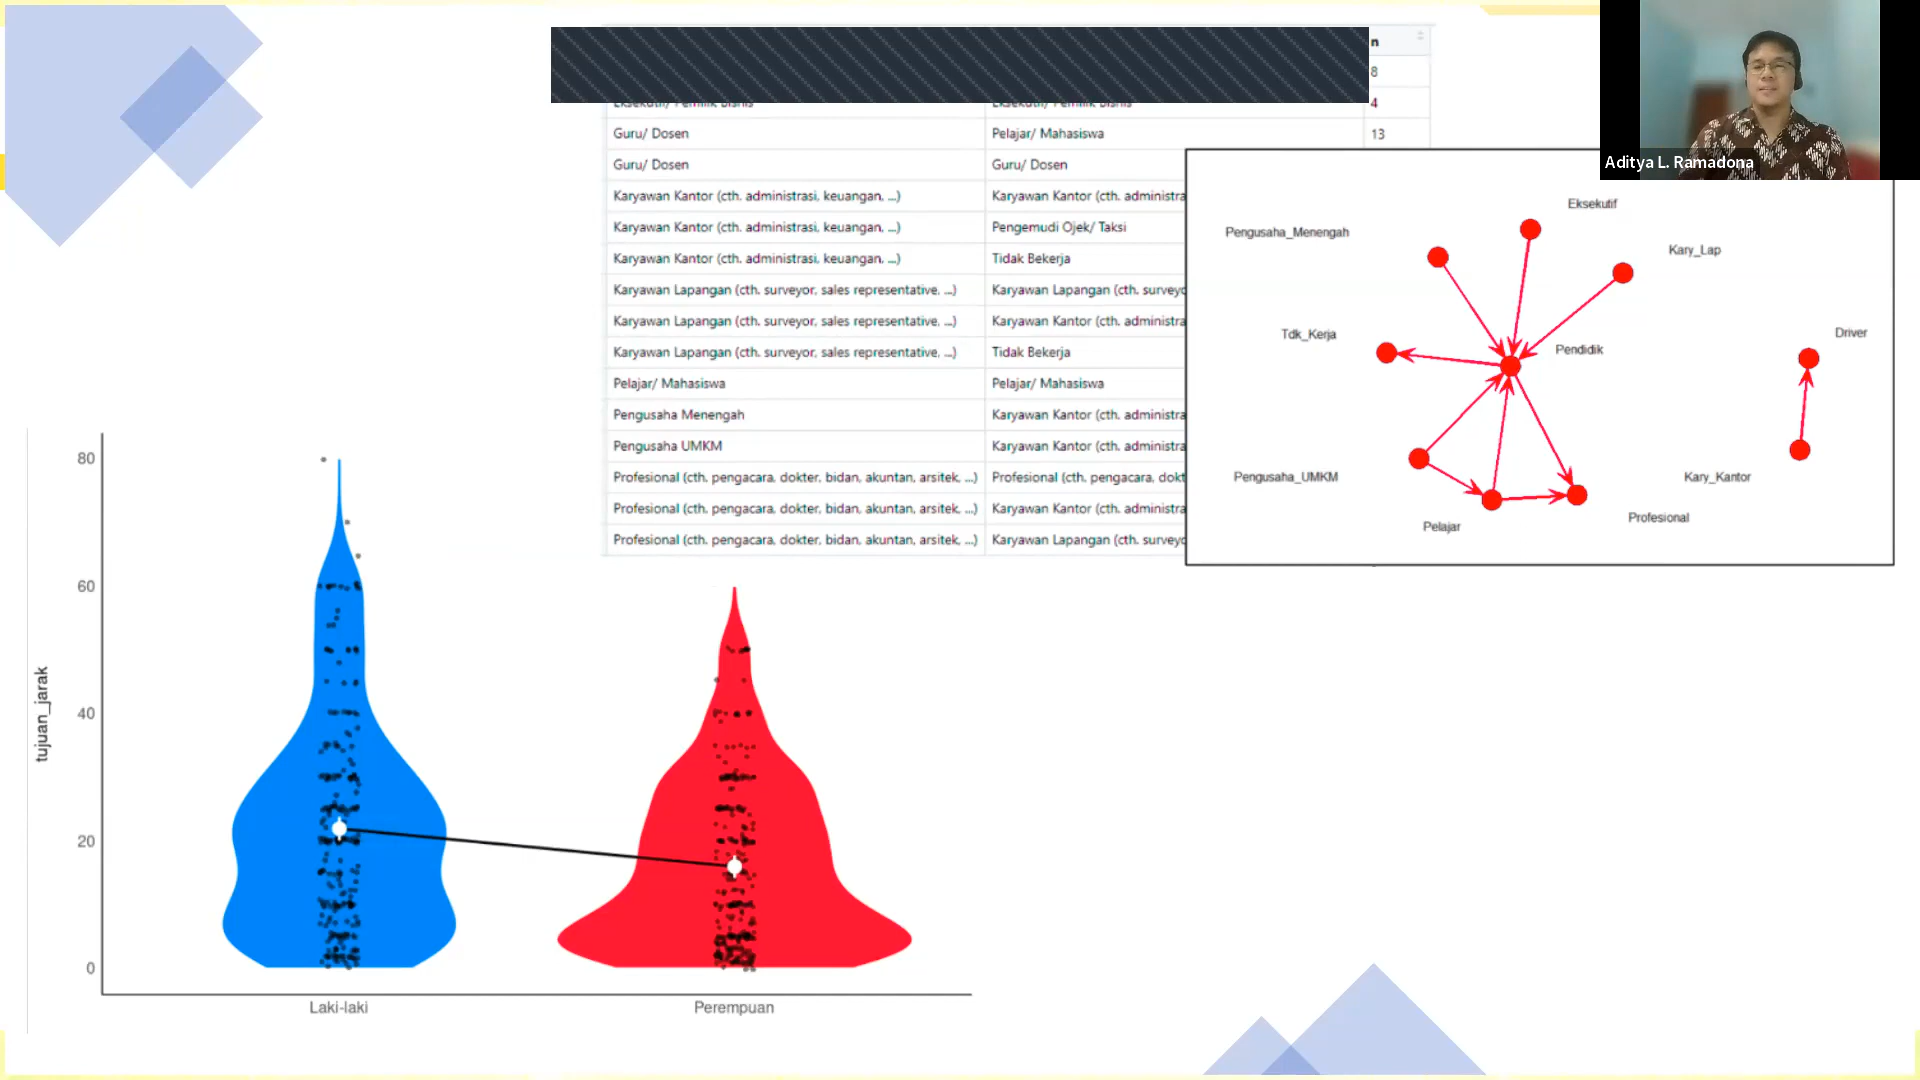 n
8
Eksekutif/ Pemilik Bisnis	Eksekutif/ Pemilik Bisnis	4
Guru/ Dosen	Pelajar/ Mahasiswa	13
Guru/ Dosen	Guru/ Dosen
Karyawan Kantor (cth. administrasi, keuangan, ...)	Karyawan Kantor (cth. administra
Karyawan Kantor (cth. administrasi, keuangan, ...)	Pengemudi Ojek/ Taksi
Karyawan Kantor (cth. administrasi, keuangan, ...)	Tidak Bekerja
Karyawan Lapangan (cth. surveyor, sales representative, ...)	Karyawan Lapangan (cth. surveyo
Karyawan Lapangan (cth. surveyor, sales representative, ...)	Karyawan Kantor (cth. administra
Karyawan Lapangan (cth. surveyor, sales representative, ...)	Tidak Bekerja
Pelajar/ Mahasiswa	Pelajar/ Mahasiswa
Pengusaha Menengah	Karyawan Kantor (cth. administra
Pengusaha UMKM	Karyawan Kantor (cth. administra
Profesional (cth. pengacara, dokter, bidan, akuntan, arsitek, ...)	Profesional (cth. pengacara, dokt
Profesional (cth. pengacara, dokter, bidan, akuntan, arsitek, ...)	Karyawan Kantor (cth. administra
Profesional (cth. pengacara, dokter, bidan, akuntan, arsitek, ...)	Karyawan Lapangan (cth. surveyo
Aditya L. Ramadona
Eksekutif
Pengusaha_Menengah
Kary_Lap
Tdk_Kerja
Pendidik
Driver
Pengusaha_UMKM
Kary_Kantor
Pelajar
Profesional
tujuan_jarak
80
60
40
20
0
Laki-laki
Perempuan